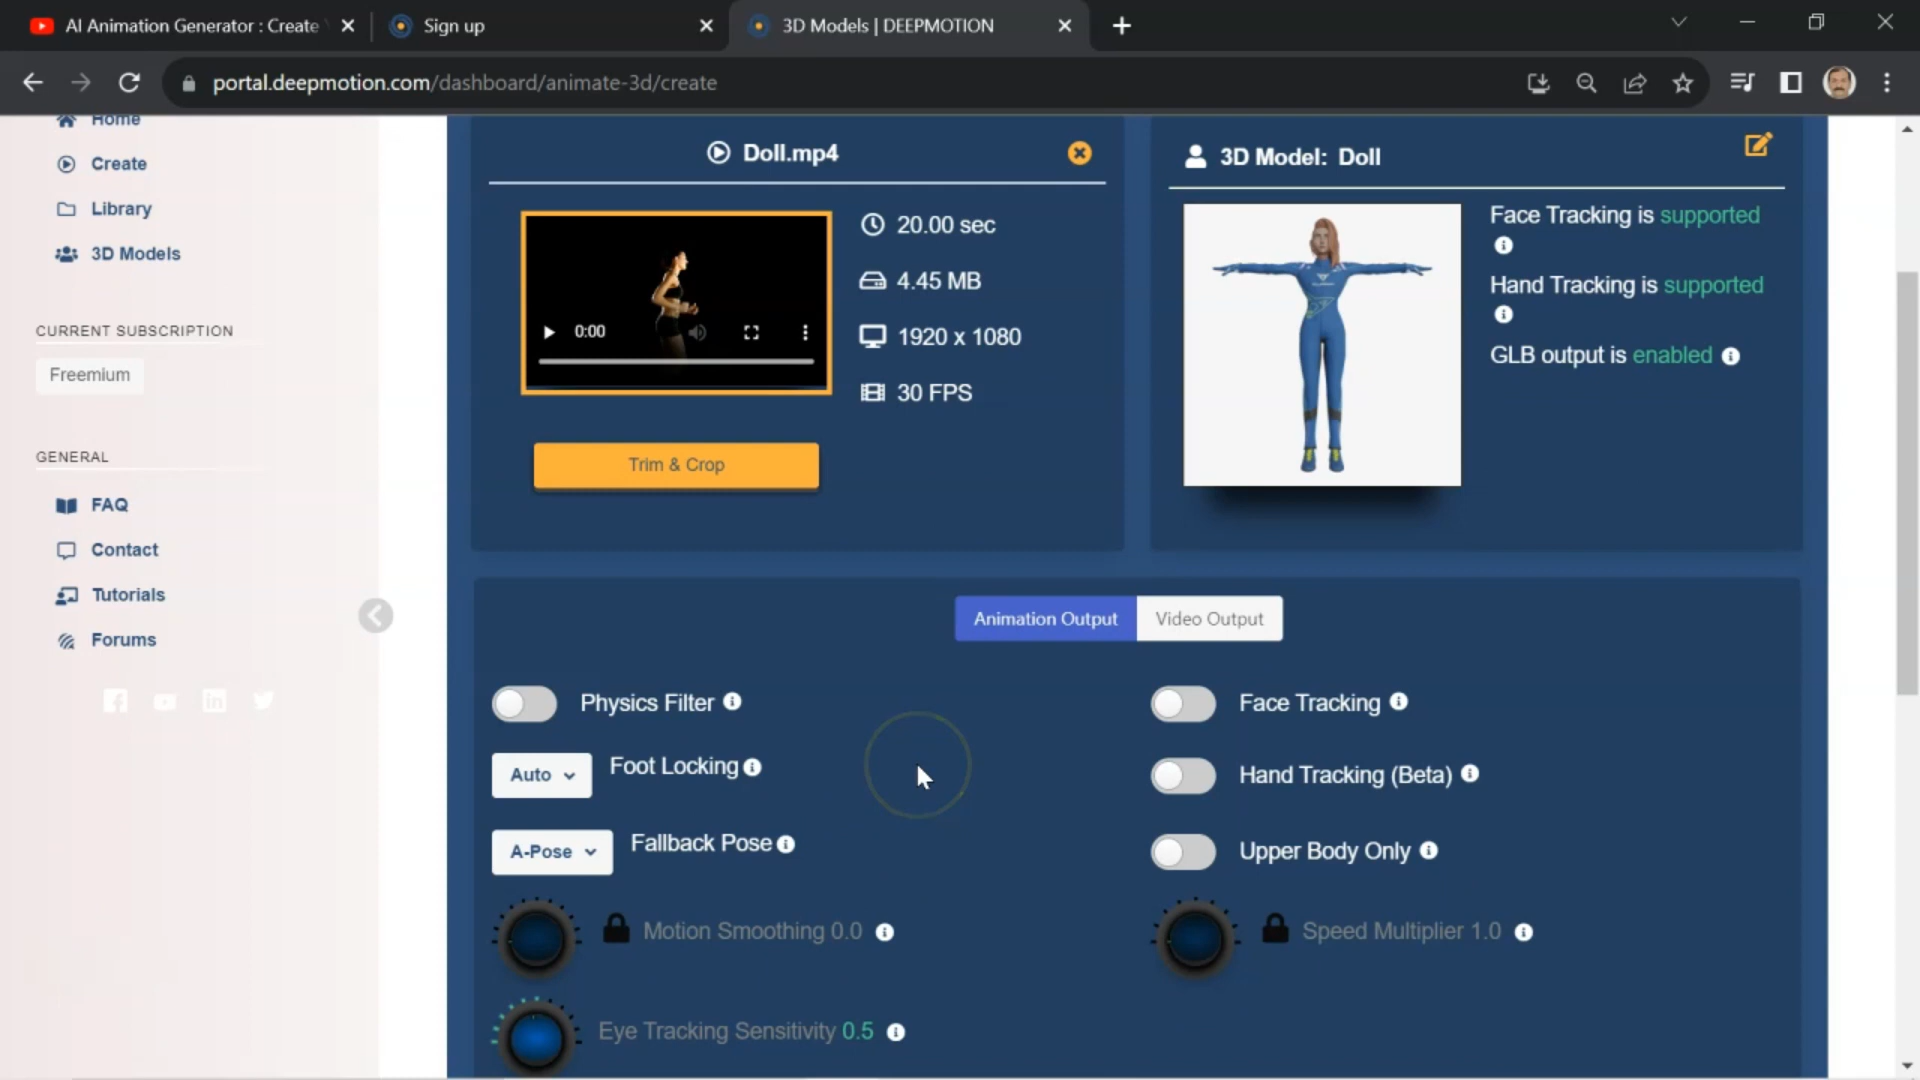 AI Animation Generator : Create
Sign up
3D Models | DEEPMOTION
portal.deepmotion.com/dashboard/animate-3d/create
Home
Create
Library
3D Models
CURRENT SUBSCRIPTION
Freemium
GENERAL
FAQ
Contact
Tutorials
Forums
Doll.mp4
0:00
20.00 sec
4.45 MB
1920 x 1080
30 FPS
Trim & Crop
3D Model: Doll
Face Tracking is supported
Hand Tracking is supported
GLB output is enabled
Animation Output
Video Output
Physics Filter
Face Tracking
Auto
Foot Locking
Hand Tracking (Beta)
A-Pose
Fallback Pose
Upper Body Only
Motion Smoothing 0.0
Speed Multiplier 1.0
Eye Tracking Sensitivity 0.5